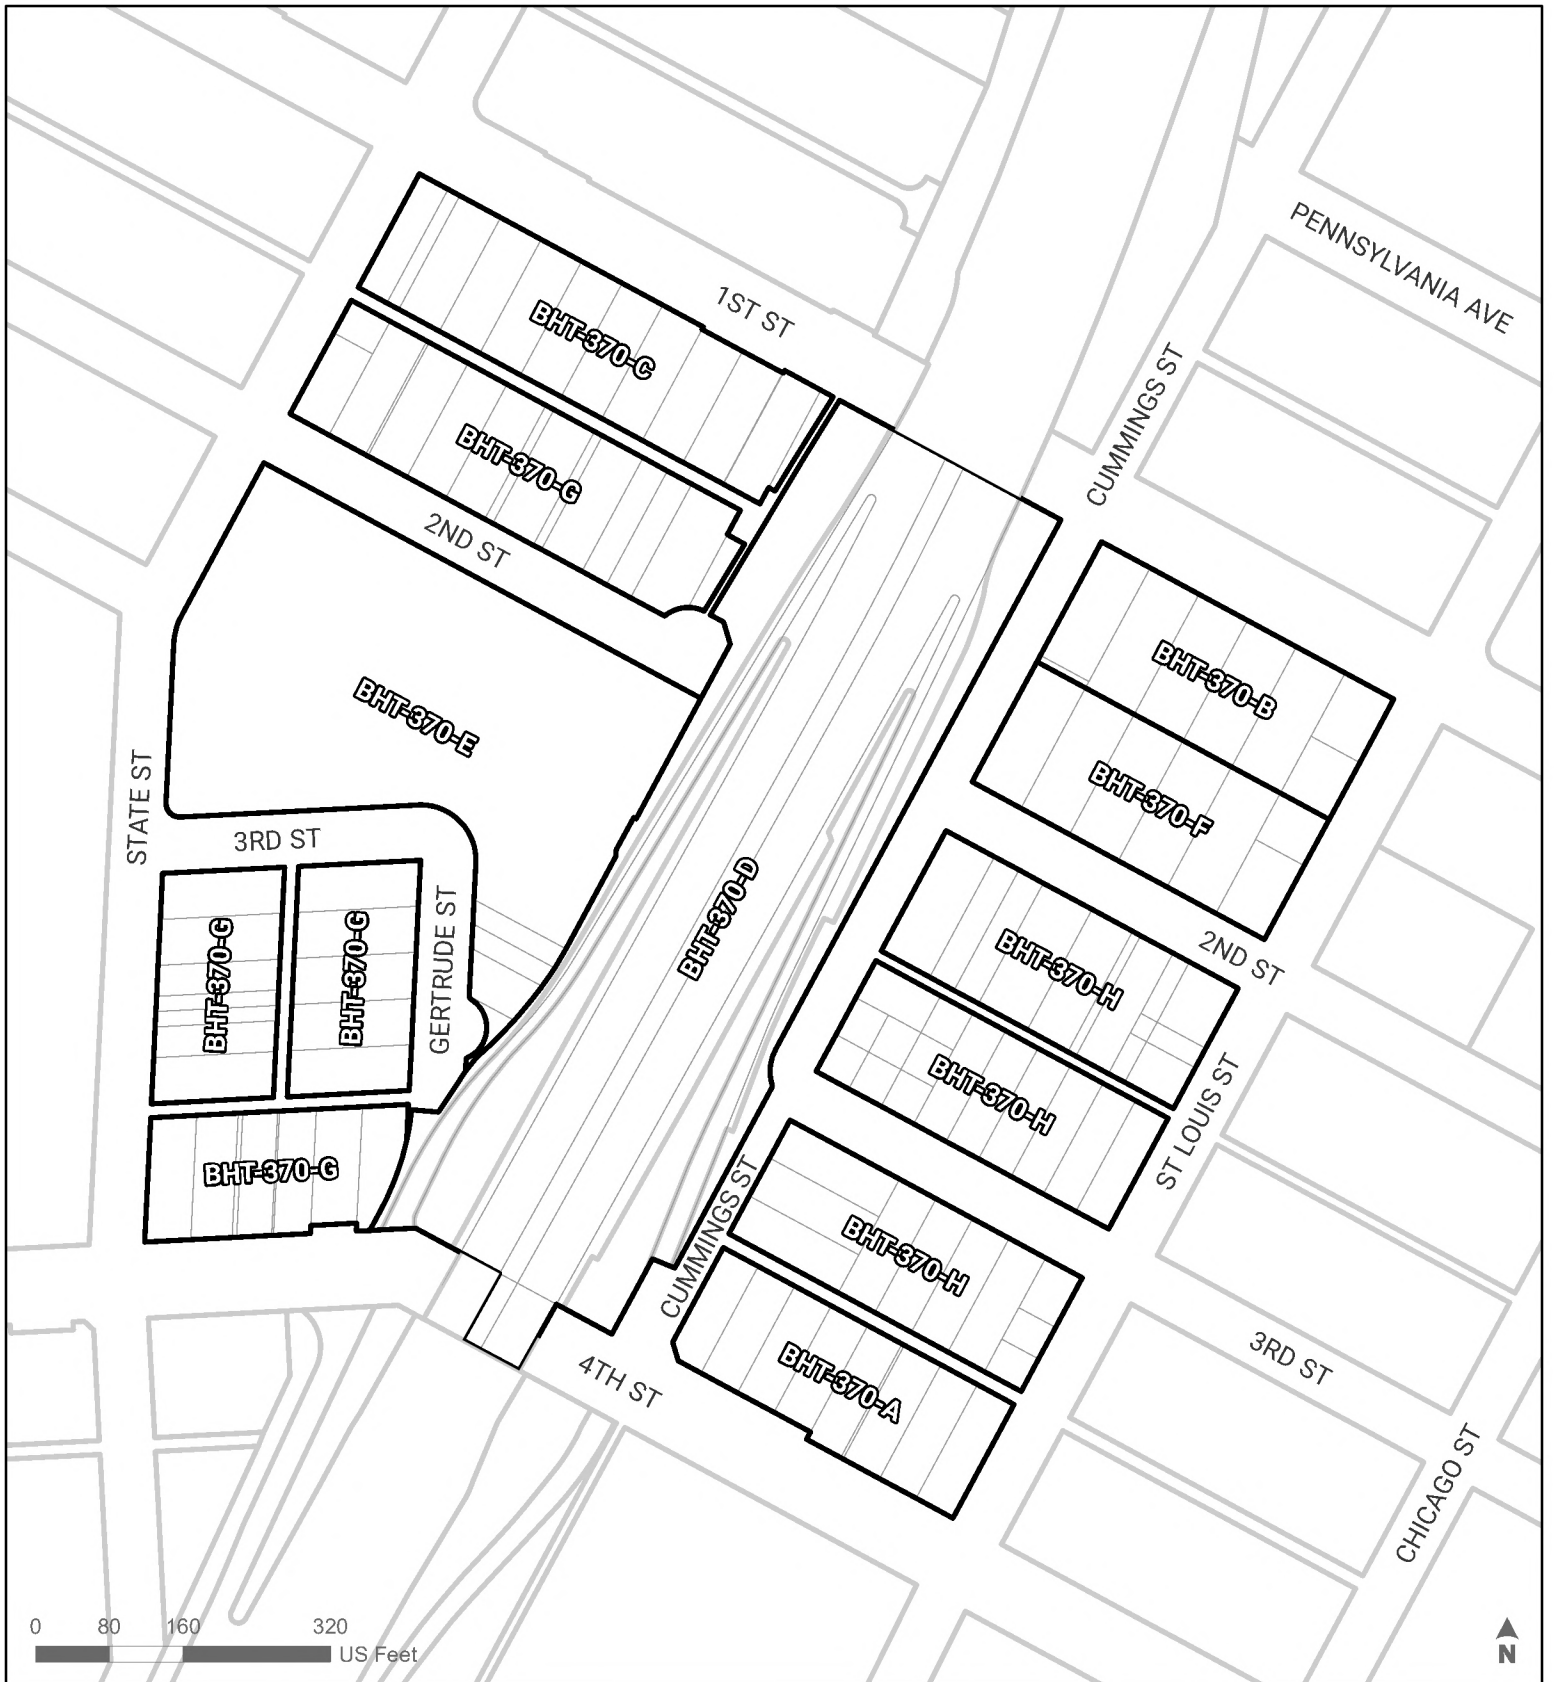 PENNSYLVANIA AVE
1ST ST
BHT-370-C
CUMMINGS ST
BHT-370-G
2ND ST
BHT-370-B
BHT-370-E
BHT-370-F
STATE ST
3RD ST
BHT-370-D
2ND ST
BHT-370-H
BHT-370-G
BHT-370-G
GERTRUDE ST
BHT-370-H
ST LOUIS ST
BHT-370-G
CUMMINGS ST
BHT-370-H
3RD ST
4TH ST
BHT-370-A
CHICAGO ST
0 80 160 320
US Feet
N